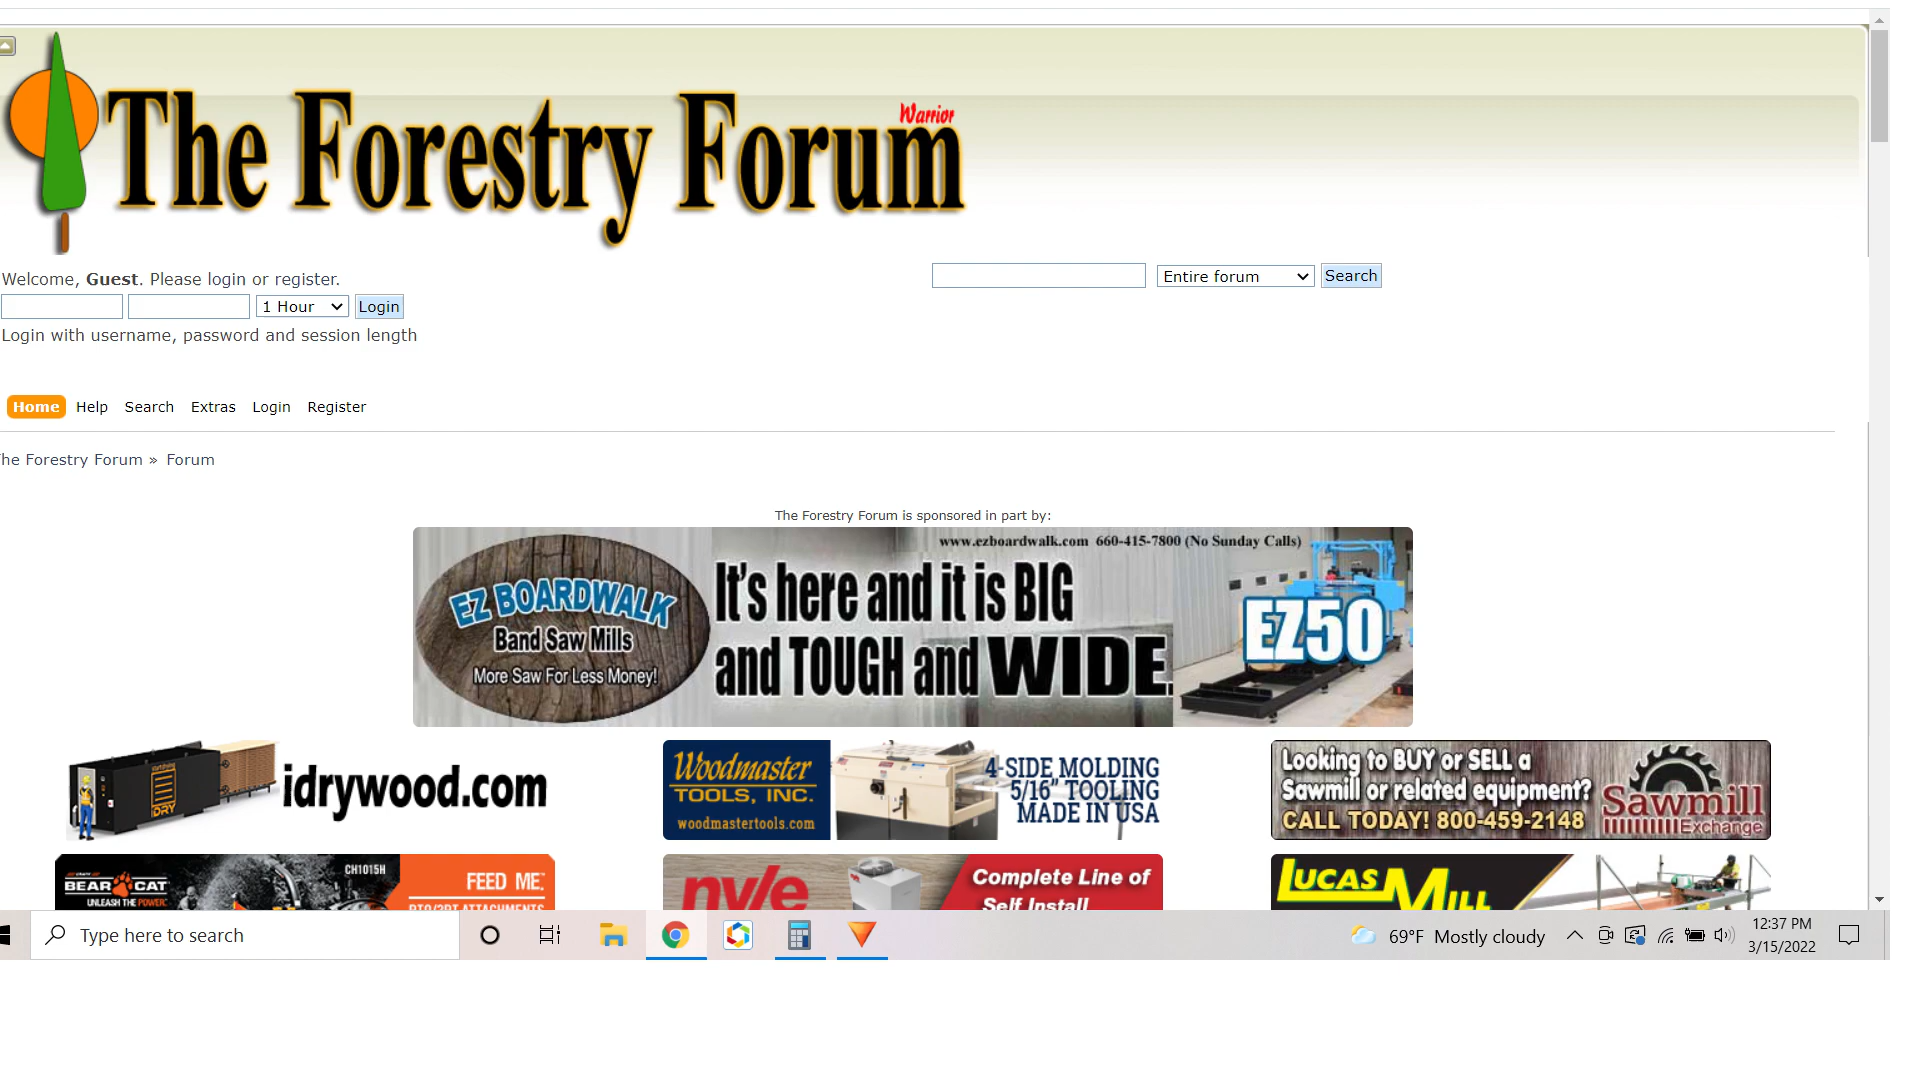 Warrior
The Forestry Forum
Welcome, Guest. Please login or register.
Entire forum
Search
1 Hour
Login
Login with username, password and session length
Home Help Search Extras Login Register
he Forestry Forum » Forum
The Forestry Forum is sponsored in part by:
www.ezboardwalk.com 660-415-7800 (No Sunday Calls)
EZ BOARDWALK
Band Saw Mills
More Saw For Less Money!
It's here and it is BIG
and TOUGH and WIDE.
EZ50
iDRY
idrywood.com
Woodmaster
TOOLS, INC.
woodmastertools.com
4-SIDE MOLDING
5/16" TOOLING
MADE IN USA
Looking to BUY or SELL a
Sawmill or related equipment?
CALL TODAY! 800-459-2148
Sawmill
Exchange
BEAR CAT
UNLEASH THE POWER.
CH1015H
FEED ME.™
PTO/3PT ATTACHMENTS
nyle
Complete Line of
Self Install
LUCAS MILL
Type here to search
69°F Mostly cloudy
12:37 PM
3/15/2022